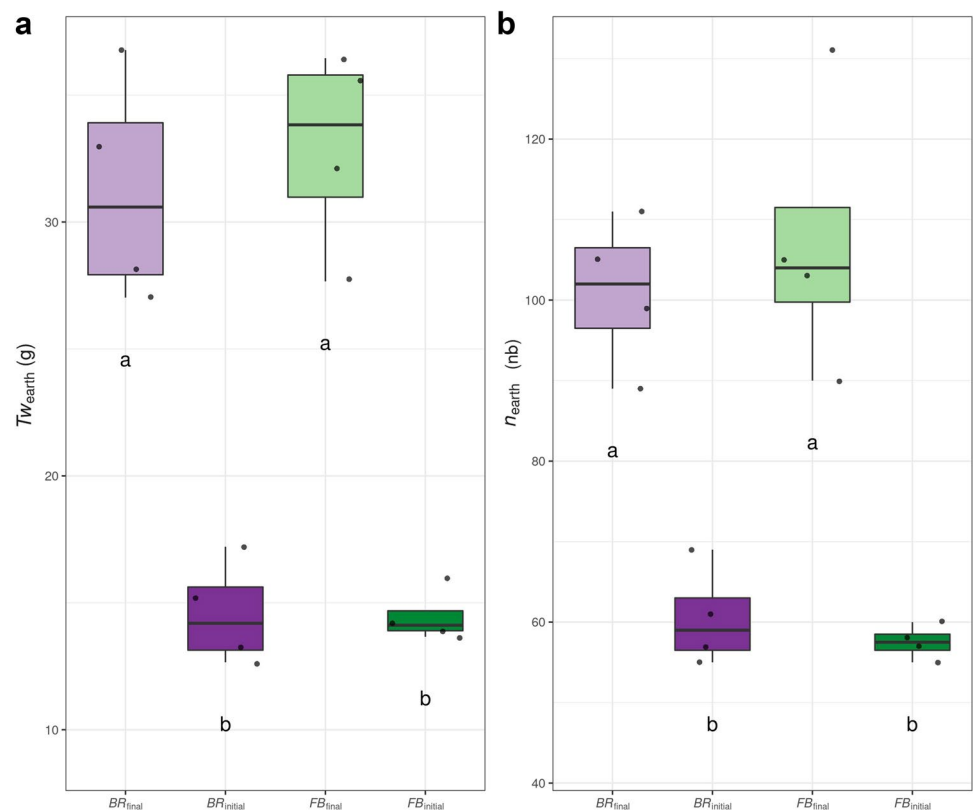 a
b
Tw earth (g)
30
20
10
a
a
b
b
BR final
BR initial
FB final
FB initial
n earth (nb)
120
100
80
60
40
a
a
b
b
BR final
BR initial
FB final
FB initial